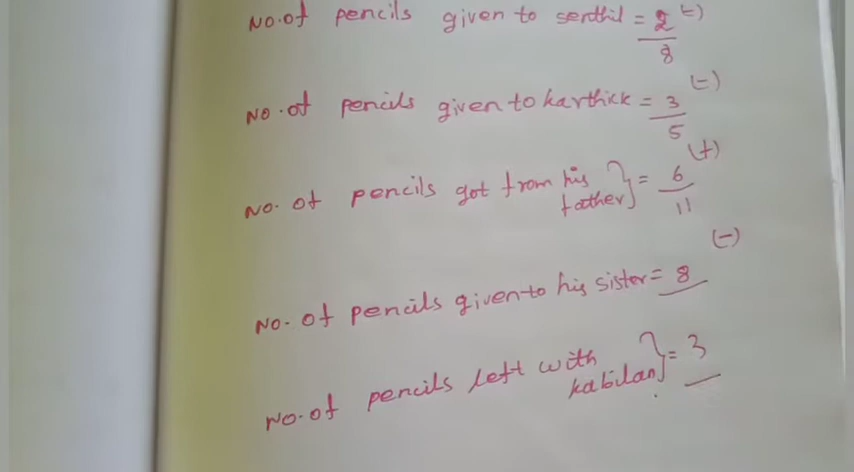 No. of pencils given to senthil = 2 (-)
8
No. of pencils given to karthick = 3 (-)
5
No. of pencils got from his father } = 6 (+)
11
No. of pencils given to his sister = 8 (-)
No. of pencils left with kabilan } = 3